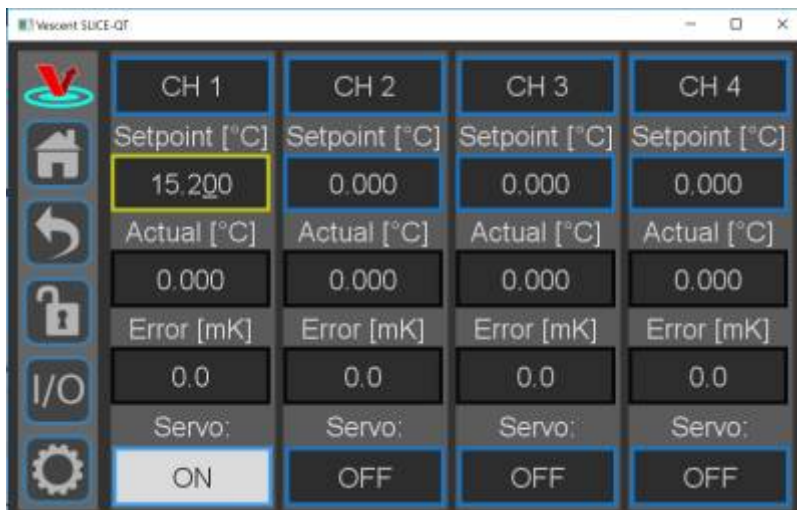 Vescent SLICE-QT
CH 1 CH 2 CH 3 CH 4
Setpoint [°C] Setpoint [°C] Setpoint [°C] Setpoint [°C]
15.200 0.000 0.000 0.000
Actual [°C] Actual [°C] Actual [°C] Actual [°C]
0.000 0.000 0.000 0.000
Error [mK] Error [mK] Error [mK] Error [mK]
I/O 0.0 0.0 0.0 0.0
Servo: Servo: Servo: Servo:
ON OFF OFF OFF